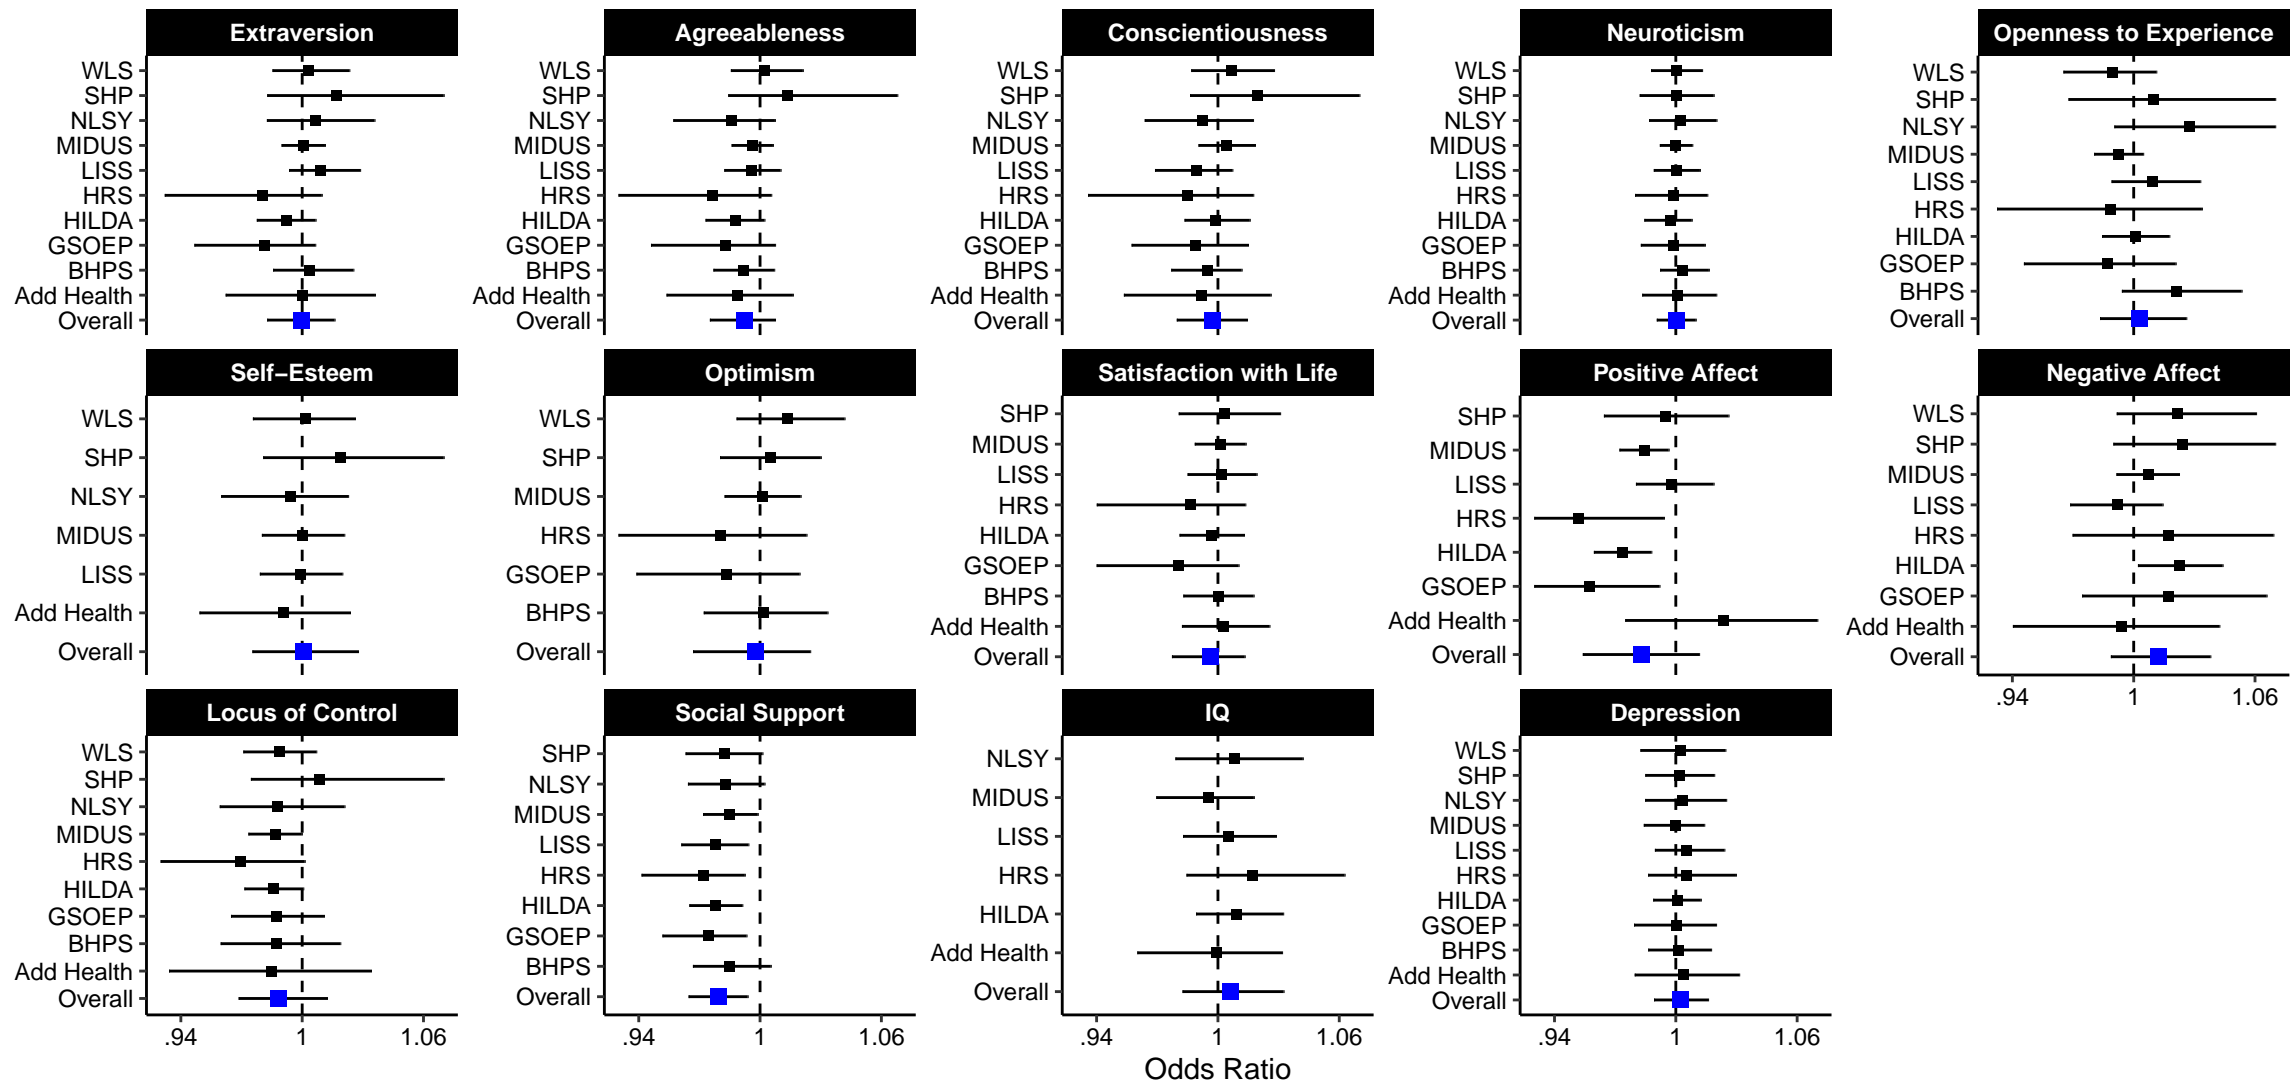 Extraversion
WLS
SHP
NLSY
MIDUS
LISS
HRS
HILDA
GSOEP
BHPS
Add Health
Overall
Agreeableness
WLS
SHP
NLSY
MIDUS
LISS
HRS
HILDA
GSOEP
BHPS
Add Health
Overall
Conscientiousness
WLS
SHP
NLSY
MIDUS
LISS
HRS
HILDA
GSOEP
BHPS
Add Health
Overall
Neuroticism
WLS
SHP
NLSY
MIDUS
LISS
HRS
HILDA
GSOEP
BHPS
Add Health
Overall
Openness to Experience
WLS
SHP
NLSY
MIDUS
LISS
HRS
HILDA
GSOEP
BHPS
Overall
Self−Esteem
WLS
SHP
NLSY
MIDUS
LISS
Add Health
Overall
Optimism
WLS
SHP
MIDUS
HRS
GSOEP
BHPS
Overall
Satisfaction with Life
SHP
MIDUS
LISS
HRS
HILDA
GSOEP
BHPS
Add Health
Overall
Positive Affect
SHP
MIDUS
LISS
HRS
HILDA
GSOEP
Add Health
Overall
Negative Affect
WLS
SHP
MIDUS
LISS
HRS
HILDA
GSOEP
Add Health
Overall
.94 1 1.06
Locus of Control
WLS
SHP
NLSY
MIDUS
HRS
HILDA
GSOEP
BHPS
Add Health
Overall
.94 1 1.06
Social Support
SHP
NLSY
MIDUS
LISS
HRS
HILDA
GSOEP
BHPS
Overall
.94 1 1.06
IQ
NLSY
MIDUS
LISS
HRS
HILDA
Add Health
Overall
.94 1 1.06
Depression
WLS
SHP
NLSY
MIDUS
LISS
HRS
HILDA
GSOEP
BHPS
Add Health
Overall
.94 1 1.06
Odds Ratio